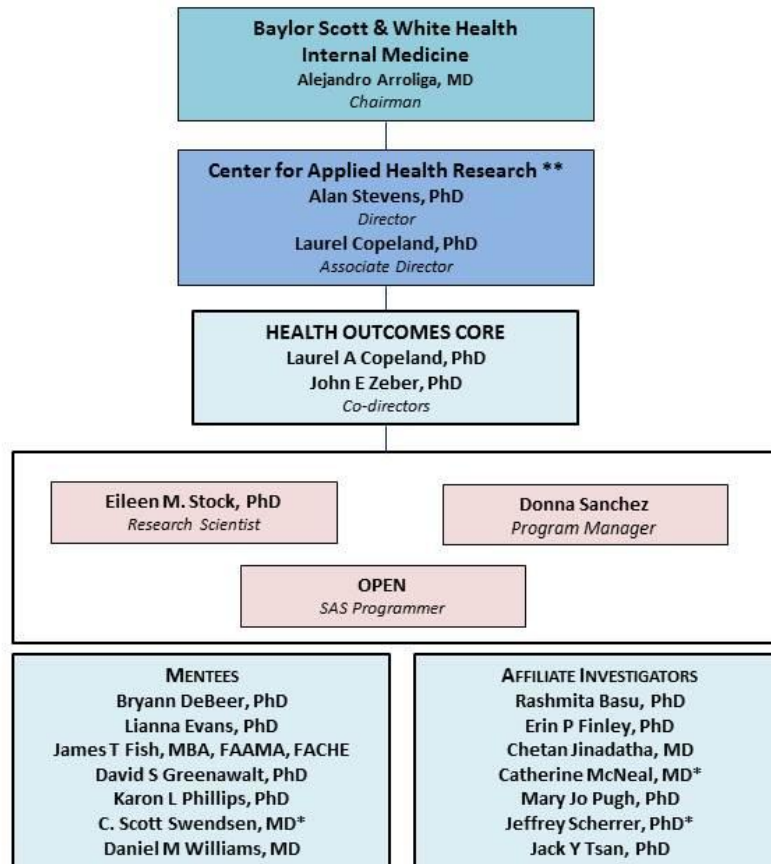 Baylor Scott & White Health
Internal Medicine
Alejandro Arroliga, MD
Chairman
Center for Applied Health Research **
Alan Stevens, PhD
Director
Laurel Copeland, PhD
Associate Director
HEALTH OUTCOMES CORE
Laurel A Copeland, PhD
John E Zeber, PhD
Co-directors
Eileen M. Stock, PhD
Research Scientist
Donna Sanchez
Program Manager
OPEN
SAS Programmer
MENTEES
Bryann DeBeer, PhD
Lianna Evans, PhD
James T Fish, MBA, FAAMA, FACHE
David S Greenawalt, PhD
Karon L Phillips, PhD
C. Scott Swendsen, MD*
Daniel M Williams, MD
AFFILIATE INVESTIGATORS
Rashmita Basu, PhD
Erin P Finley, PhD
Chetan Jinadatha, MD
Catherine McNeal, MD*
Mary Jo Pugh, PhD
Jeffrey Scherrer, PhD*
Jack Y Tsan, PhD